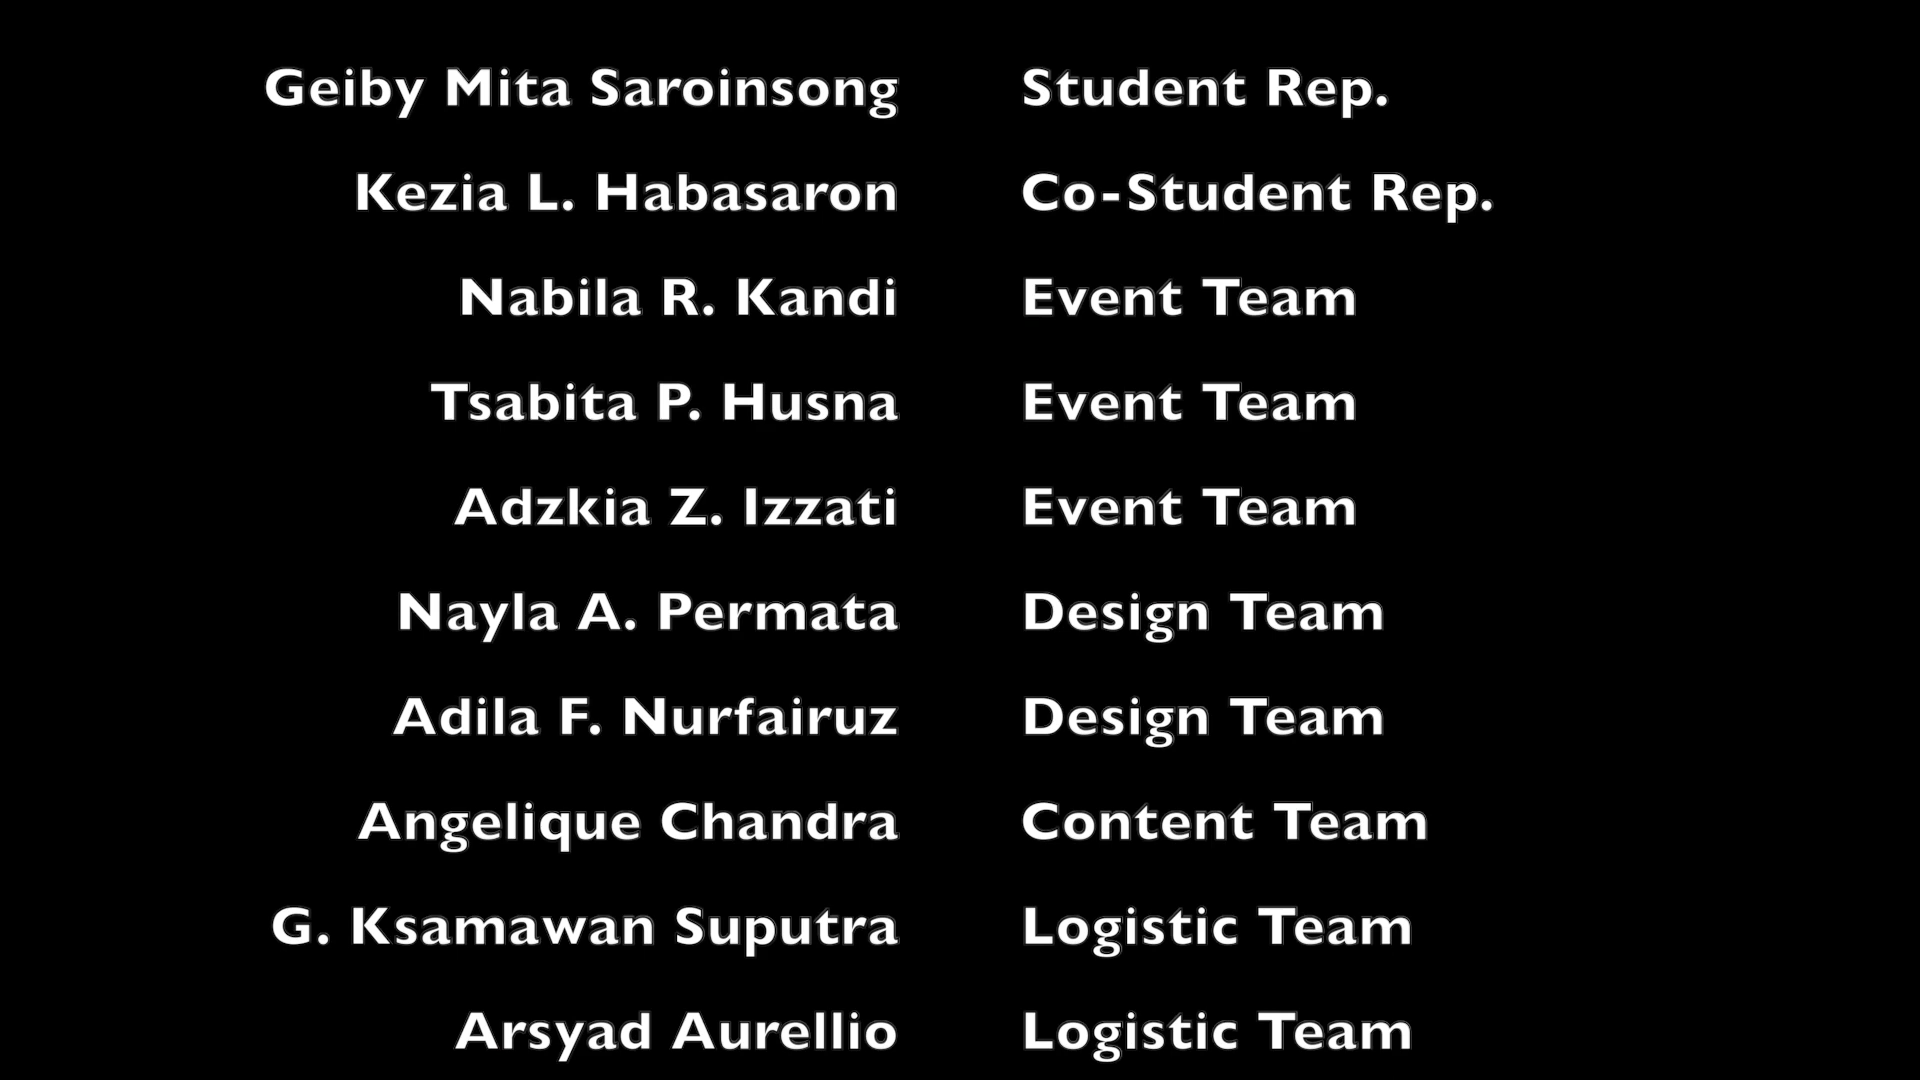 Geiby Mita Saroinsong Student Rep.
Kezia L. Habasaron Co-Student Rep.
Nabila R. Kandi Event Team
Tsabita P. Husna Event Team
Adzkia Z. Izzati Event Team
Nayla A. Permata Design Team
Adila F. Nurfairuz Design Team
Angelique Chandra Content Team
G. Ksamawan Suputra Logistic Team
Arsyad Aurellio Logistic Team